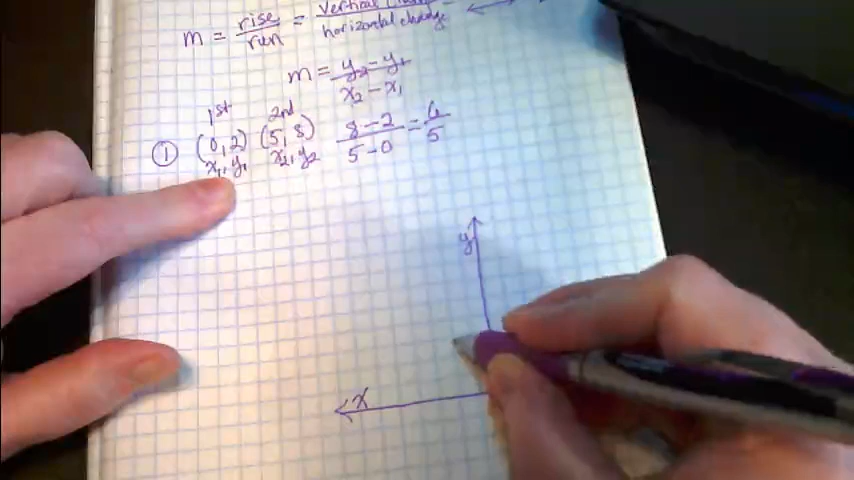 m = rise/run = vertical change/horizontal change =
m = y₂ - y₁/x₂ - x₁
1st 2nd
① (0, 2) (5, 8) 8 - 2/5 - 0 = 6/5
x₁, y₁ x₂, y₂
y
x